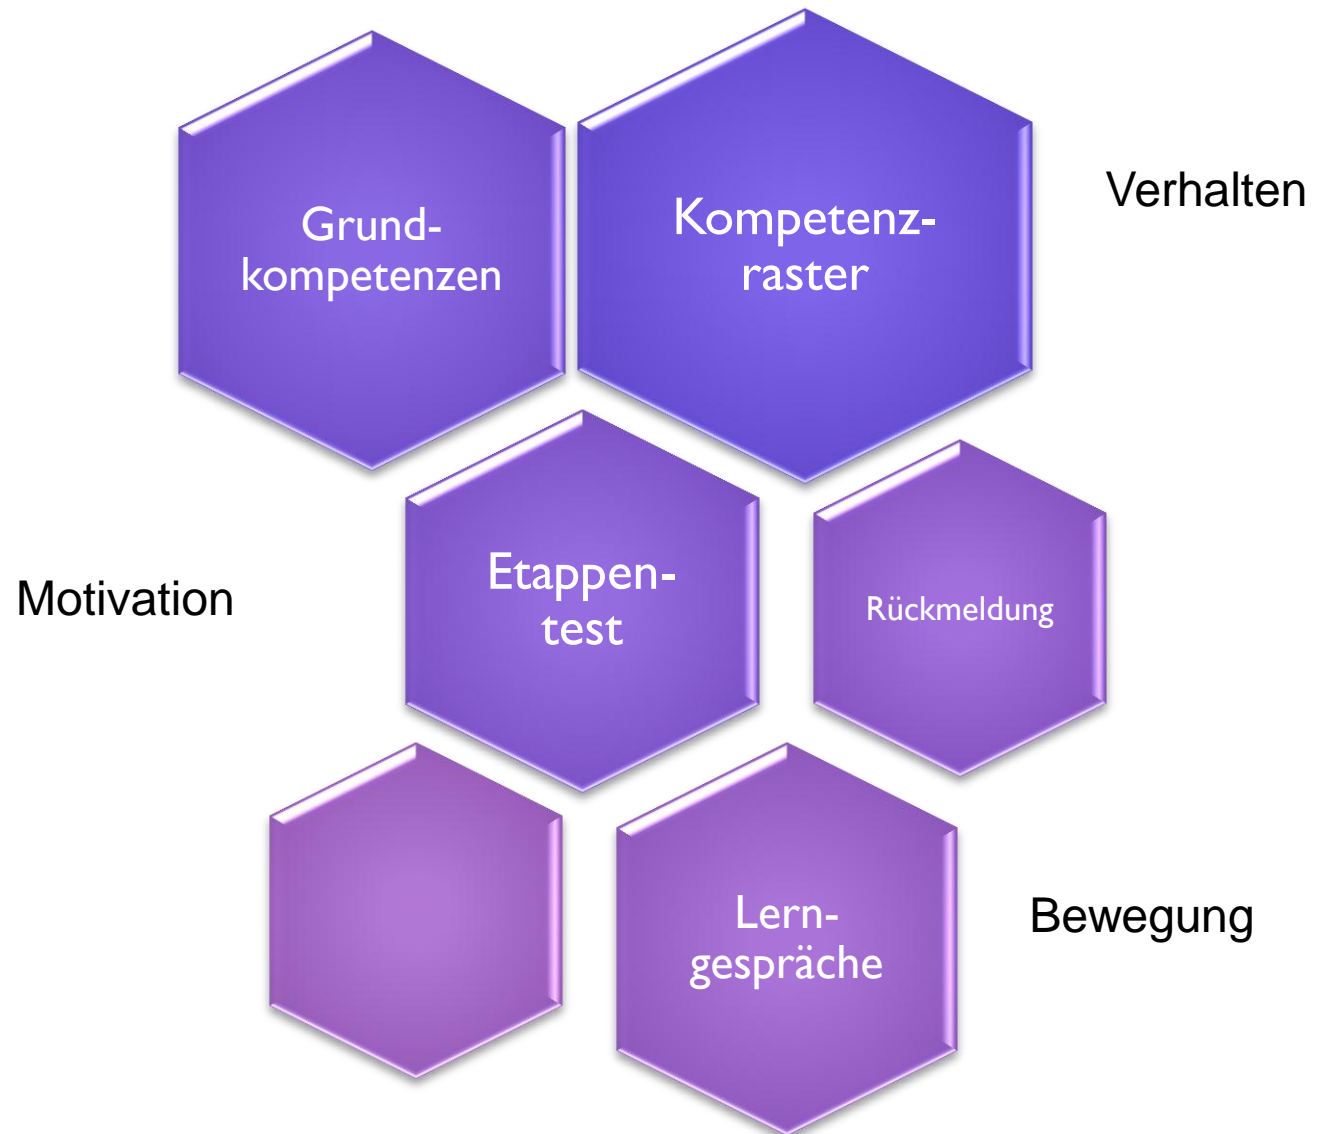 Grund-
kompetenzen
Kompetenz-
raster
Verhalten
Motivation
Etappen-
test
Rückmeldung
Lern-
gespräche
Bewegung